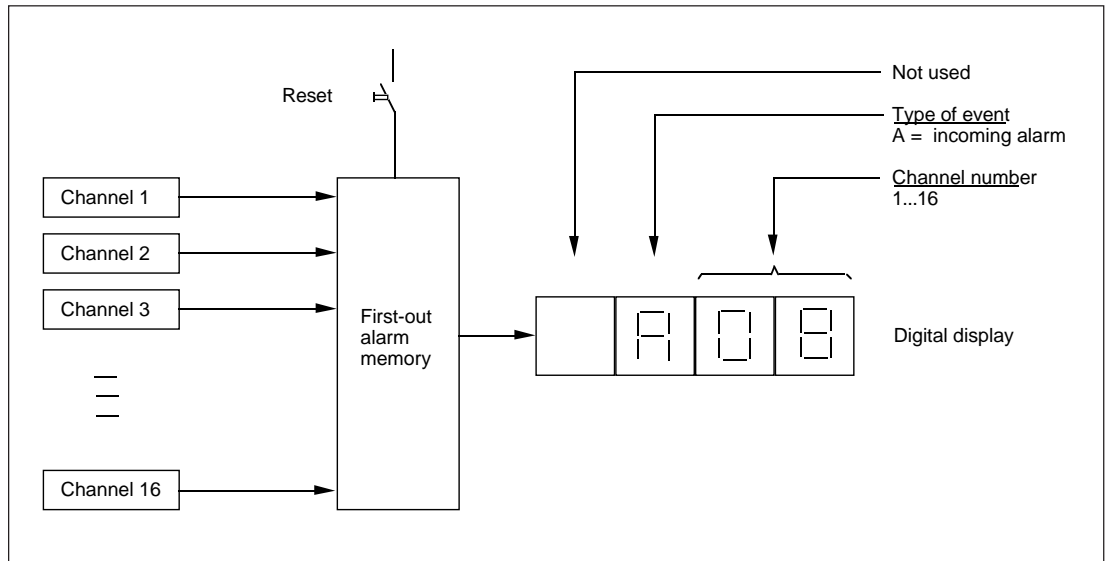 Reset
Not used
Type of event
A = incoming alarm
Channel number
1...16
Channel 1
Channel 2
Channel 3
Channel 16
First-out
alarm
memory
A08
Digital display